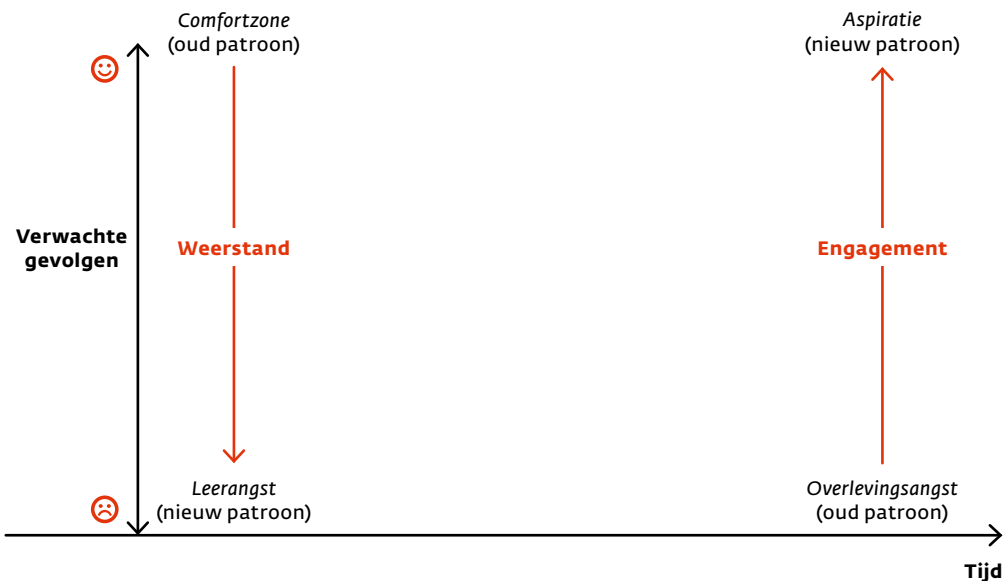 Comfortzone
(oud patroon)
Aspiratie
(nieuw patroon)
Verwachte
gevolgen
Weerstand
Engagement
Leerangst
(nieuw patroon)
Overlevingsangst
(oud patroon)
Tijd